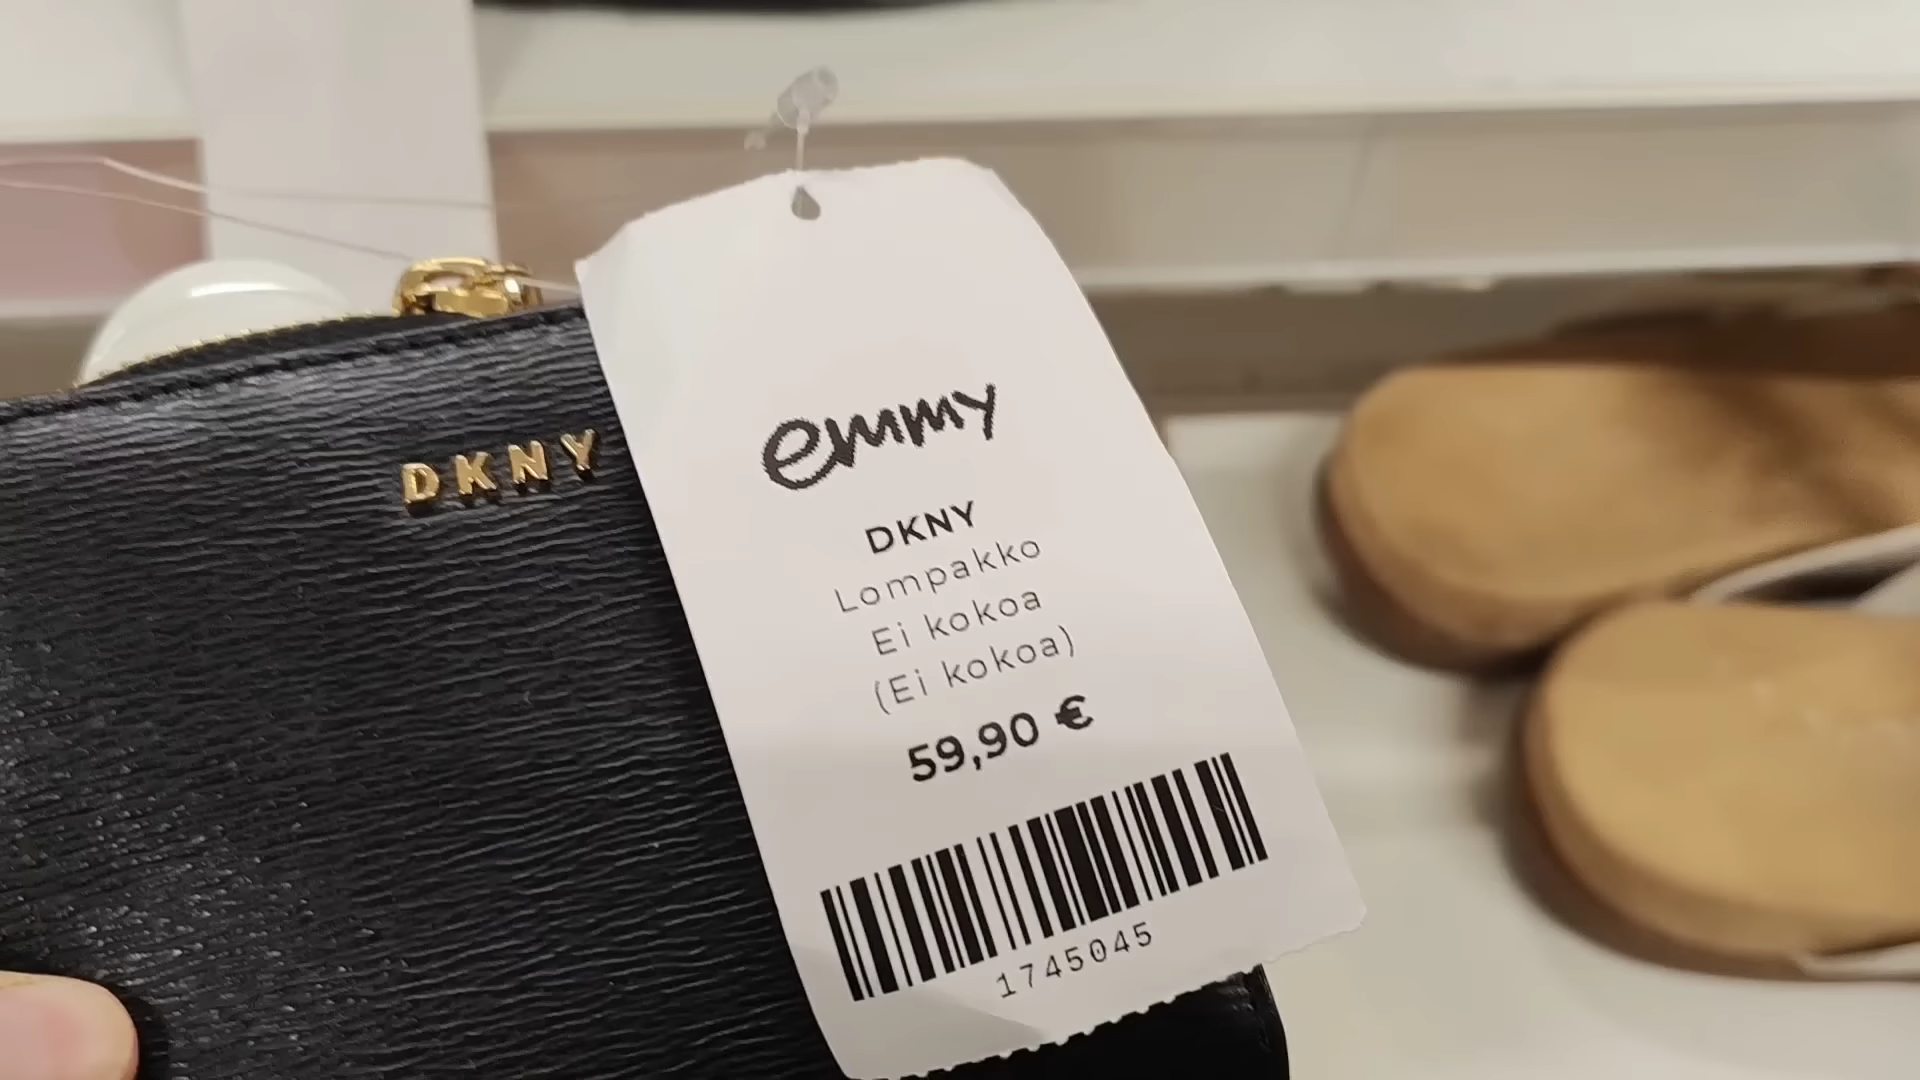 DKNY
emmy
DKNY
Lompakko
Ei kokoa
(Ei kokoa)
59,90 €
1745045